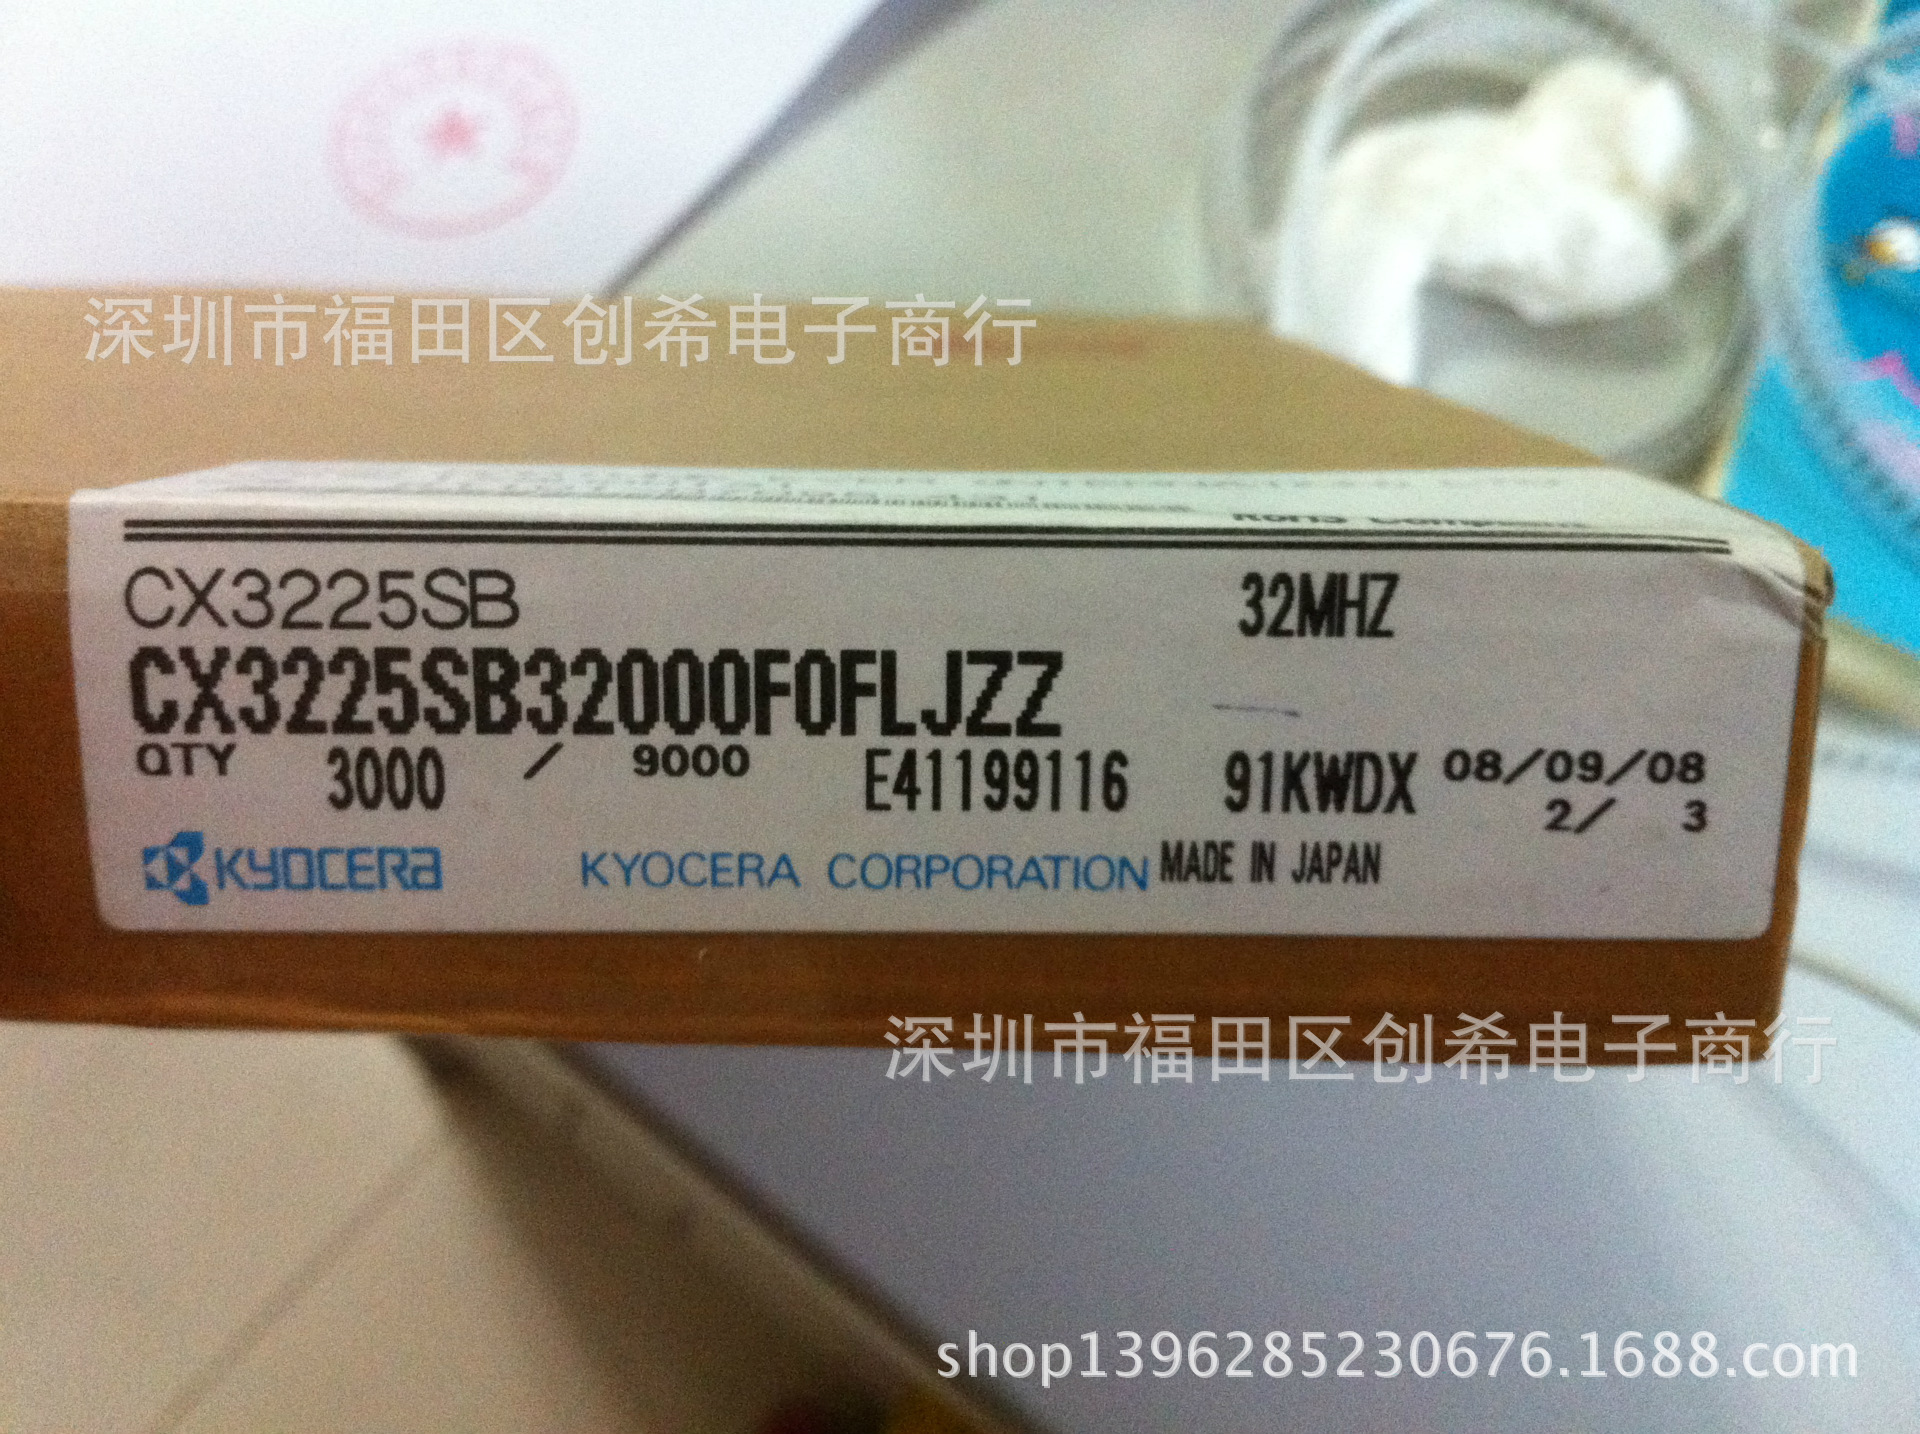 深圳市福田区创希电子商行
RoHS Compliant
CX3225SB 32MHZ
CX3225SB32000F0FLJZZ
QTY 3000 / 9000 E41199116 91KWDX 08/09/08
2/ 3
KYOCERA KYOCERA CORPORATION MADE IN JAPAN
深圳市福田区创希电子商行
shop1396285230676.1688.com